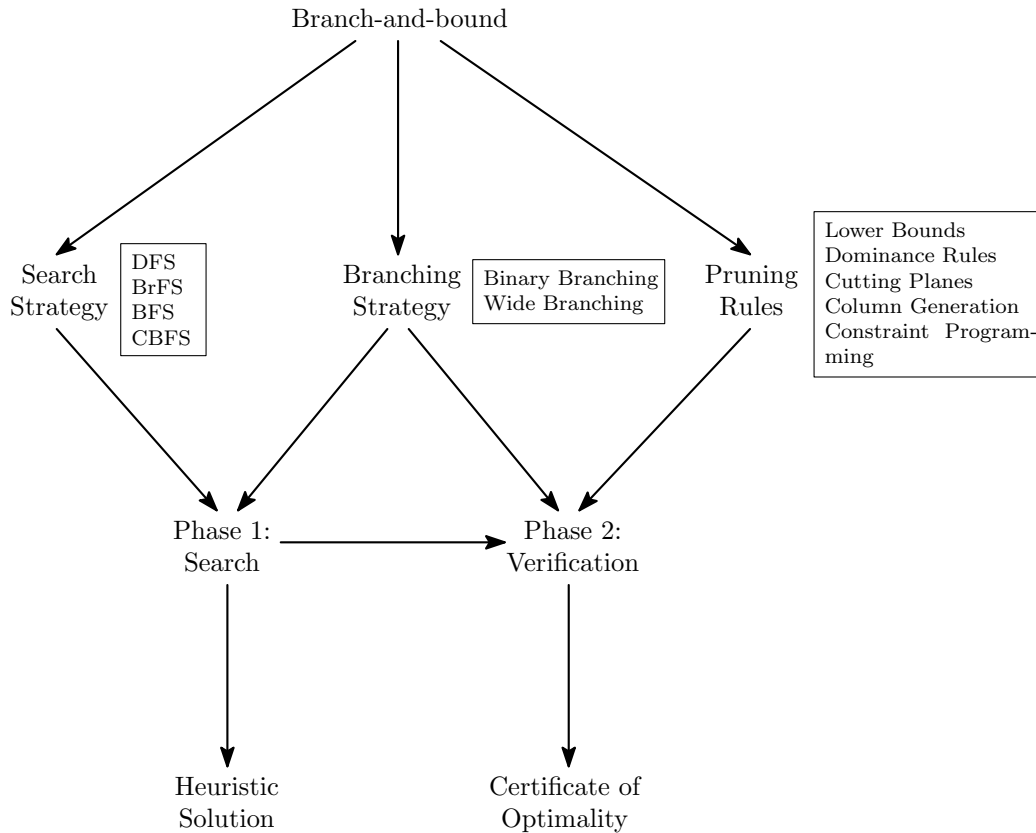 Branch-and-bound
Search
Strategy
DFS
BrFS
BFS
CBFS
Branching
Strategy
Binary Branching
Wide Branching
Pruning
Rules
Lower Bounds
Dominance Rules
Cutting Planes
Column Generation
Constraint Program-
ming
Phase 1:
Search
Phase 2:
Verification
Heuristic
Solution
Certificate of
Optimality